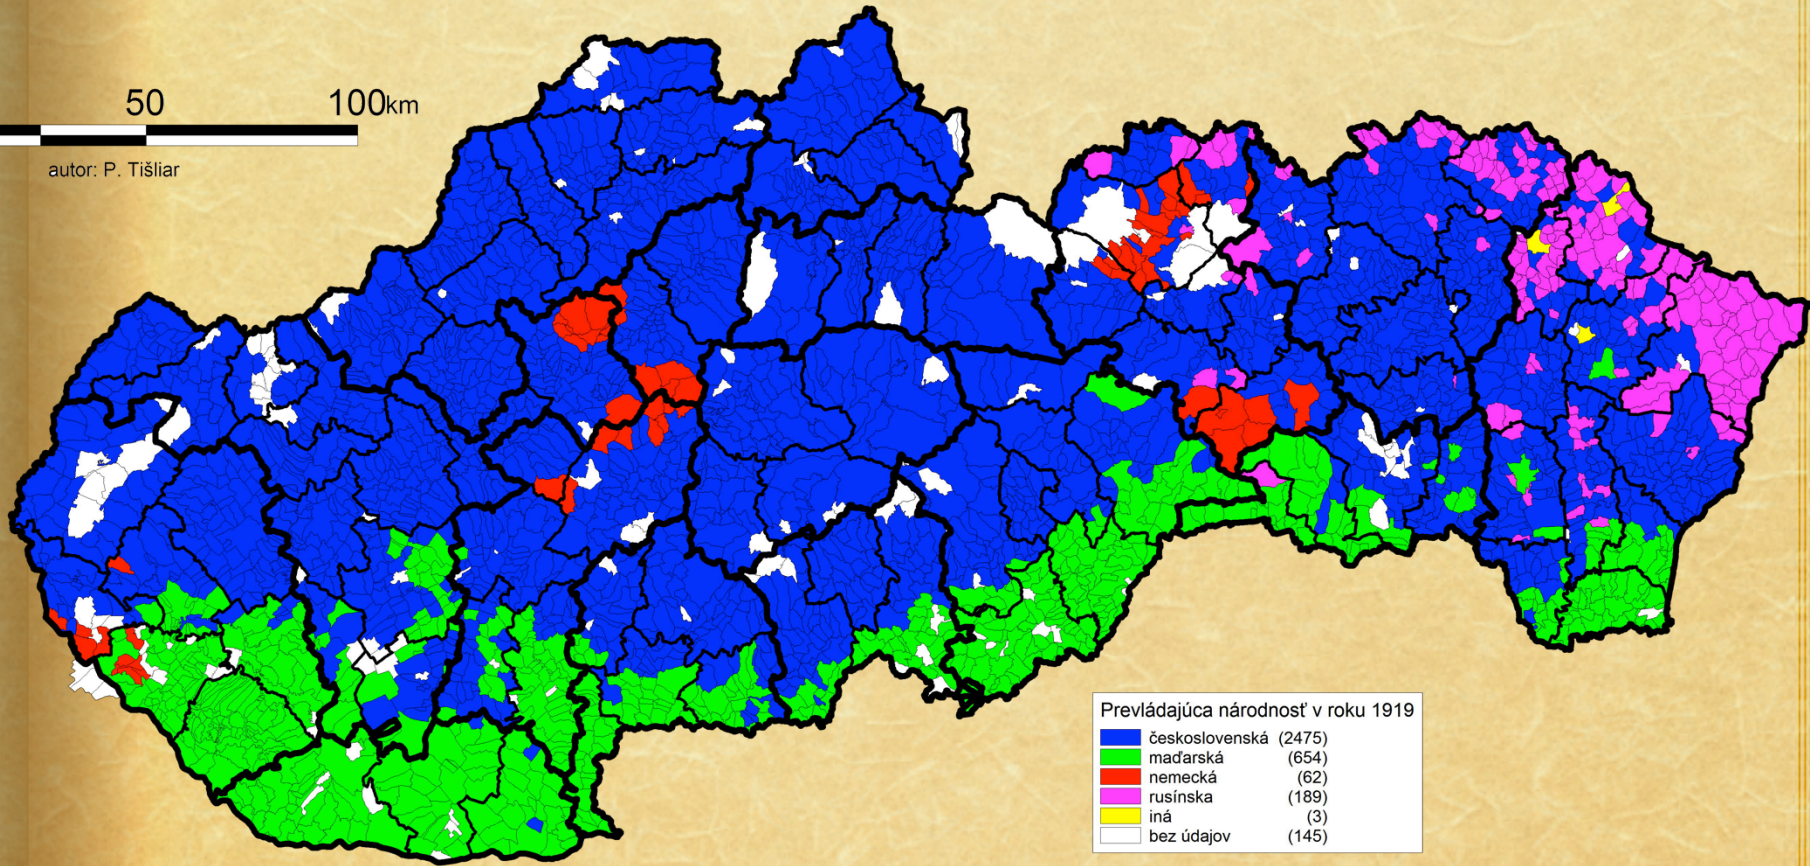 50 100km
autor: P. Tišliar
Prevládajúca národnosť v roku 1919
československá (2475)
maďarská (654)
nemecká (62)
rusínska (189)
iná (3)
bez údajov (145)